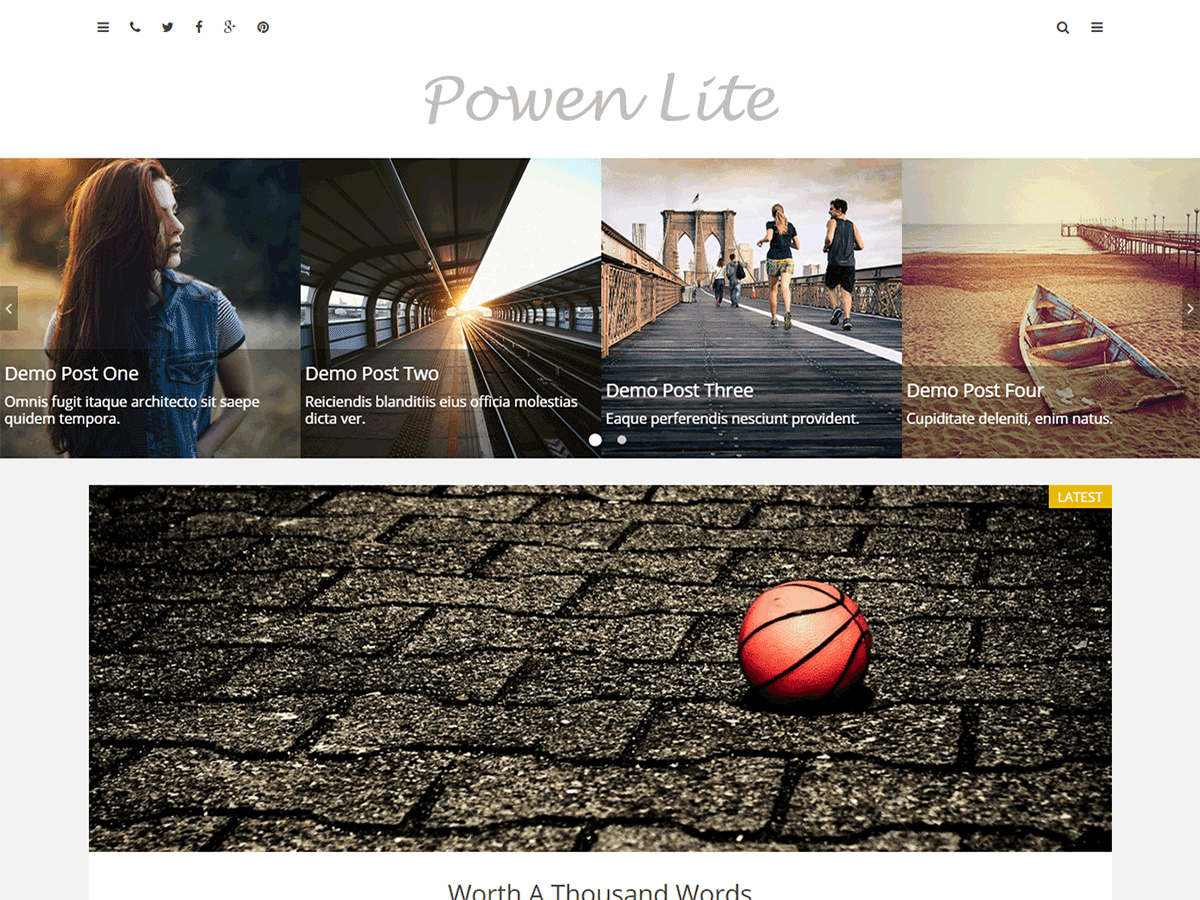 Powen Lite
Demo Post One
Omnis fugit itaque architecto sit saepe
quidem tempora.
Demo Post Two
Reiciendis blanditiis eius officia molestias
dicta ver.
Demo Post Three
Eaque perferendis nesciunt provident.
Demo Post Four
Cupiditate deleniti, enim natus.
LATEST
Worth A Thousand Words